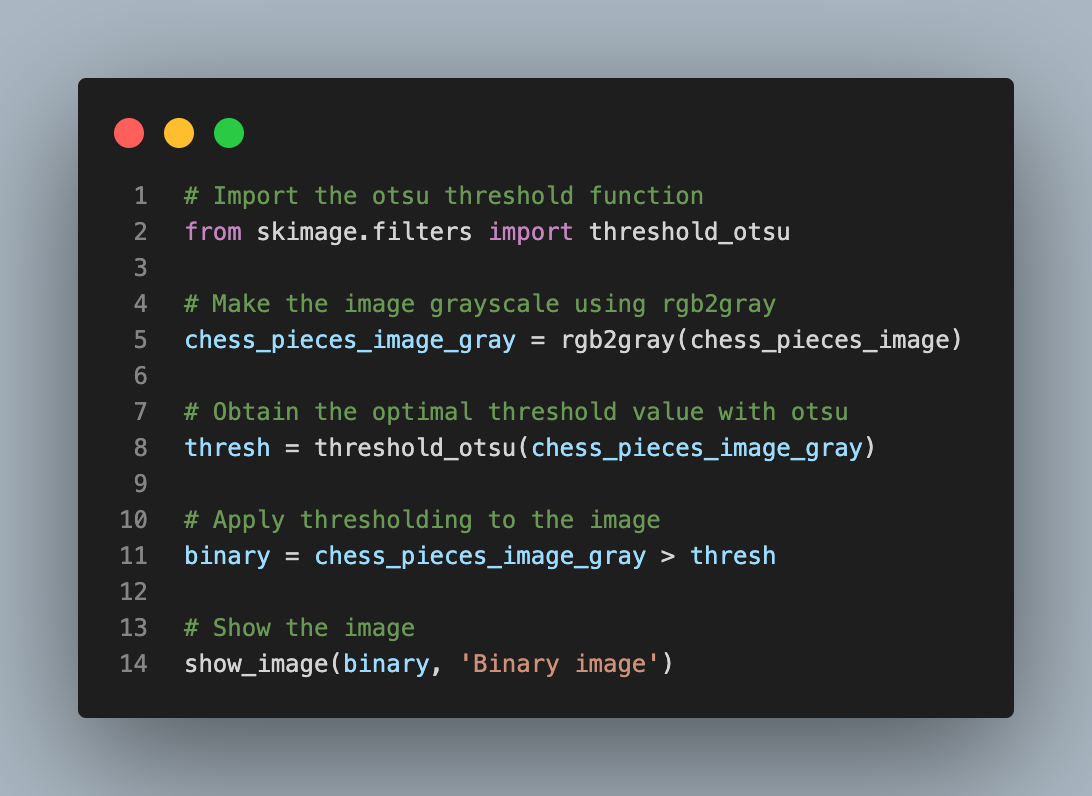 1 # Import the otsu threshold function
2 from skimage.filters import threshold_otsu
3
4 # Make the image grayscale using rgb2gray
5 chess_pieces_image_gray = rgb2gray(chess_pieces_image)
6
7 # Obtain the optimal threshold value with otsu
8 thresh = threshold_otsu(chess_pieces_image_gray)
9
10 # Apply thresholding to the image
11 binary = chess_pieces_image_gray > thresh
12
13 # Show the image
14 show_image(binary, 'Binary image')